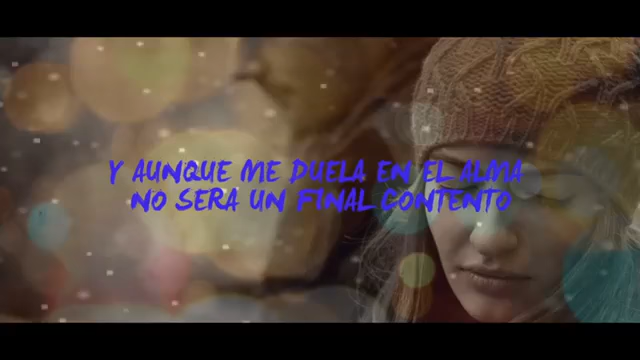 Y AUNQUE ME DUELA EN EL ALMA
NO SERA UN FINAL CONTENTO